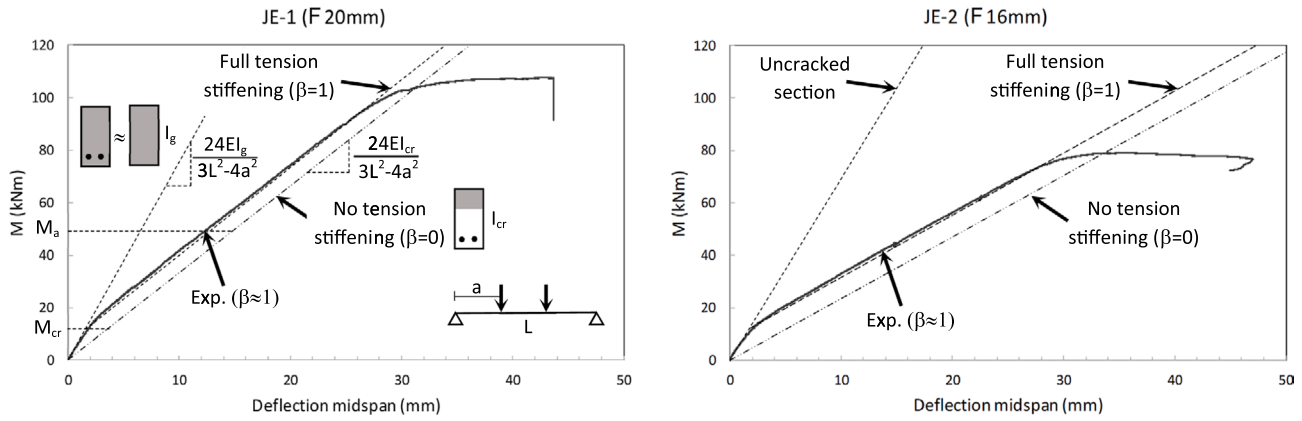 JE-1 (F 20mm)
120
100
80
60
40
20
0
M (kNm)
M_a
M_cr
Full tension
stiffening (β=1)
≈
I_g
24EI_g
3L²-4a²
24EI_cr
3L²-4a²
No tension
stiffening (β=0)
I_cr
Exp. (β≈1)
a
L
0
10
20
30
40
50
Deflection midspan (mm)
JE-2 (F 16mm)
120
100
80
60
40
20
0
M (kNm)
Uncracked
section
Full tension
stiffening (β=1)
No tension
stiffening (β=0)
Exp. (β≈1)
0
10
20
30
40
50
Deflection midspan (mm)